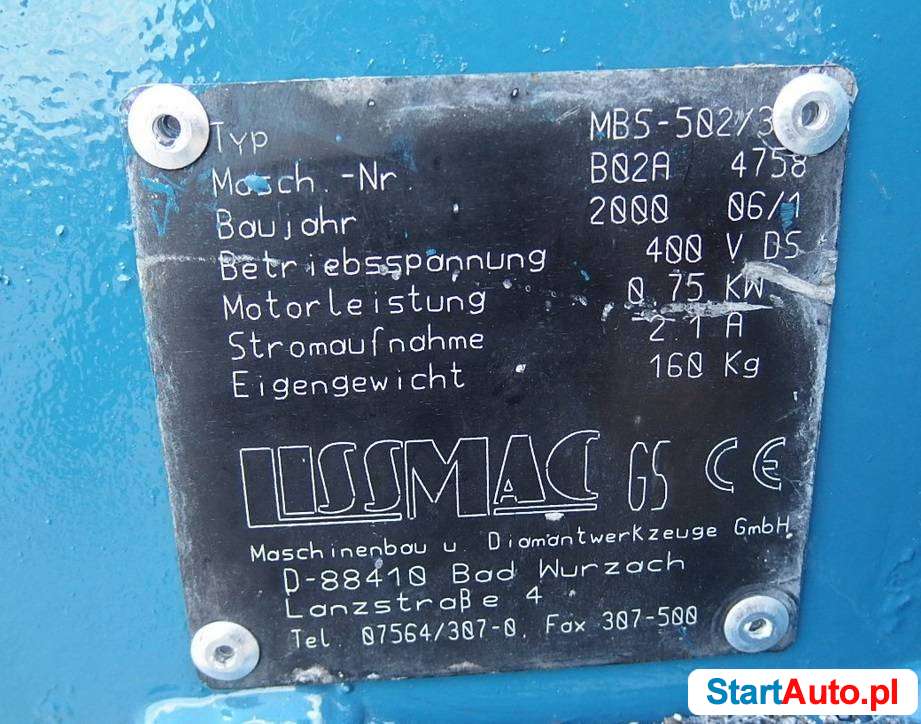 Typ MBS-502/3
Masch.-Nr. B02A 4758
Baujahr 2000 06/1
Betriebsspannung 400 V DS
Motorleistung 0.75 KW
Stromaufnahme 2.1 A
Eigengewicht 160 Kg
LISSMAC GS CE
Maschinenbau u. Diamantwerkzeuge GmbH
D-88410 Bad Wurzach
Lanzstraße 4
Tel. 07564/307-0, Fax 307-500
StartAuto.pl